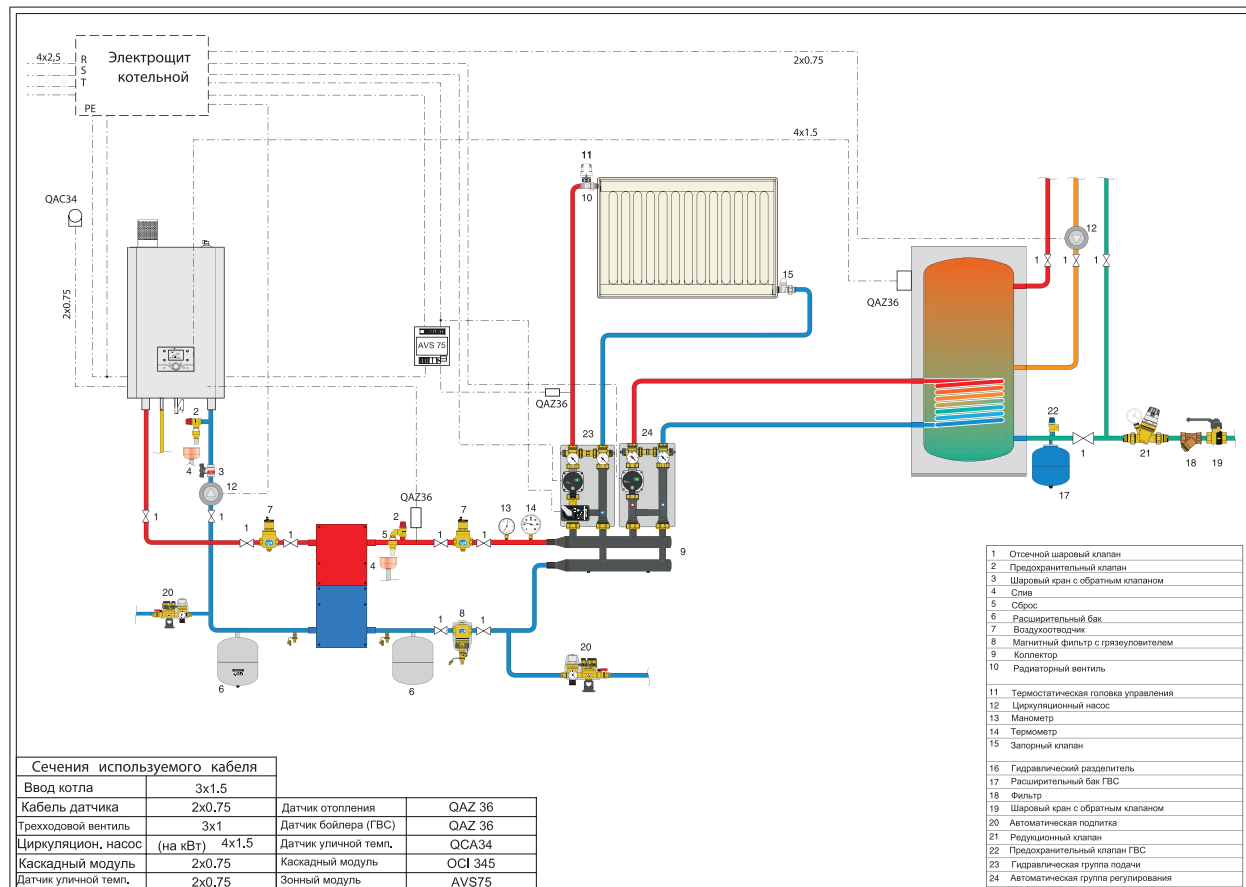 Электрощит
котельной
4x2,5
R
S
T
PE
2x0.75
4x1.5
11
10
QAC34
2x0.75
12
1
1
1
15
QAZ36
AVS 75
QAZ36
2
4
3
12
23
24
22
21
18
19
1
17
QAZ36
1
1
7
1
1
2
5
4
1
7
1
13
14
9
20
8
1
1
6
6
20
1 Отсечной шаровый клапан
2 Предохранительный клапан
3 Шаровый кран с обратным клапаном
4 Слив
5 Сброс
6 Расширительный бак
7 Воздухоотводчик
8 Магнитный фильтр с грязеуловителем
9 Коллектор
10 Радиаторный вентиль
11 Термостатическая головка управления
12 Циркуляционный насос
13 Манометр
14 Термометр
15 Запорный клапан
16 Гидравлический разделитель
17 Расширительный бак ГВС
18 Фильтр
19 Шаровый кран с обратным клапаном
20 Автоматическая подпитка
21 Редукционный клапан
22 Предохранительный клапан ГВС
23 Гидравлическая группа подачи
24 Автоматическая группа регулирования
Сечения используемого кабеля
Ввод котла 3x1.5
Кабель датчика 2x0.75 Датчик отопления QAZ 36
Трехходовой вентиль 3x1 Датчик бойлера (ГВС) QAZ 36
Циркуляцион. насос (на кВт) 4x1.5 Датчик уличной темп. QCA34
Каскадный модуль 2x0.75 Каскадный модуль OCI 345
Датчик уличной темп. 2x0.75 Зонный модуль AVS75